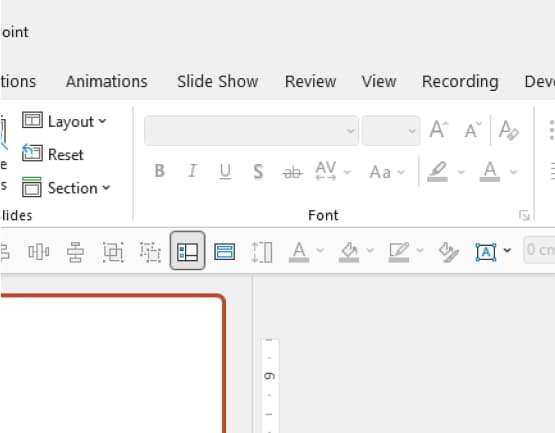 oint
tions Animations Slide Show Review View Recording Deve
Layout
Reset
e
Section
s
lides Font
B I U S ab AV Aa A
A A A
A A 0 cm
6